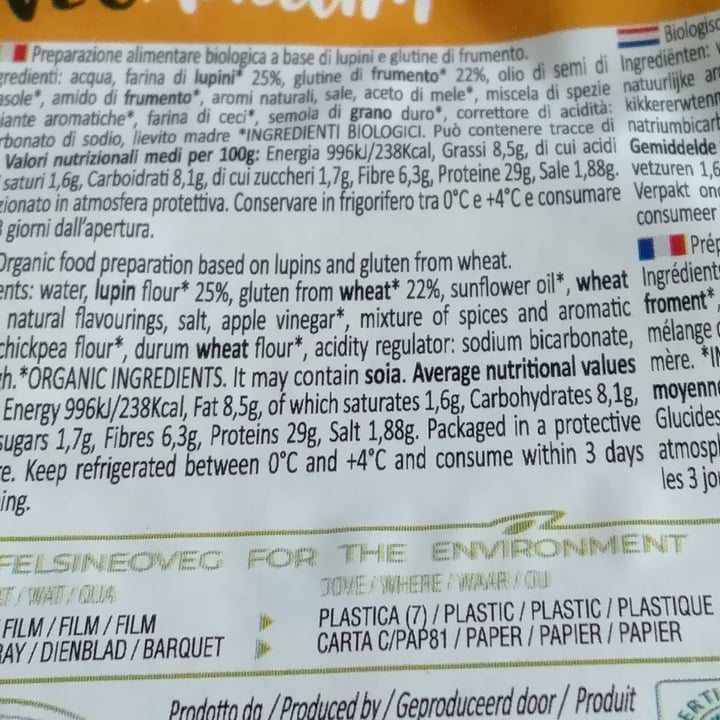 Preparazione alimentare biologica a base di lupini e glutine di frumento.
gredienti: acqua, farina di lupini* 25%, glutine di frumento* 22%, olio di semi di
asole*, amido di frumento*, aromi naturali, sale, aceto di mele*, miscela di spezie
iante aromatiche*, farina di ceci*, semola di grano duro*, correttore di acidità:
rbonato di sodio, lievito madre *INGREDIENTI BIOLOGICI. Può contenere tracce di
Valori nutrizionali medi per 100g: Energia 996kJ/238Kcal, Grassi 8,5g, di cui acidi
saturi 1,6g, Carboidrati 8,1g, di cui zuccheri 1,7g, Fibre 6,3g, Proteine 29g, Sale 1,88g.
zionato in atmosfera protettiva. Conservare in frigorifero tra 0°C e +4°C e consumare
3 giorni dall'apertura.
Organic food preparation based on lupins and gluten from wheat.
ents: water, lupin flour* 25%, gluten from wheat* 22%, sunflower oil*, wheat
natural flavourings, salt, apple vinegar*, mixture of spices and aromatic
chickpea flour*, durum wheat flour*, acidity regulator: sodium bicarbonate,
h.*ORGANIC INGREDIENTS. It may contain soia. Average nutritional values
Energy 996kJ/238Kcal, Fat 8,5g, of which saturates 1,6g, Carbohydrates 8,1g,
sugars 1,7g, Fibres 6,3g, Proteins 29g, Salt 1,88g. Packaged in a protective
re. Keep refrigerated between 0°C and +4°C and consume within 3 days
ing.
Biologisc
Ingrediënten:
natuurlijke ar
kikkererwten
natriumbicarb
Gemiddelde
vetzuren 1,6
Verpakt on
consumeer
Prép
Ingrédient
froment*,
mélange
mère. *IN
moyenn
Glucides
atmosp
les 3 jo
FELSINEOVEG FOR THE ENVIRONMENT
T / WAT / QUA
DOVE / WHERE / WAAR / OU
FILM / FILM / FILM
PLASTICA (7) / PLASTIC / PLASTIC / PLASTIQUE
RAY / DIENBLAD / BARQUET
CARTA C/PAP81 / PAPER / PAPIER / PAPIER
Prodotto da / Produced by / Geproduceerd door / Produit
ERTI